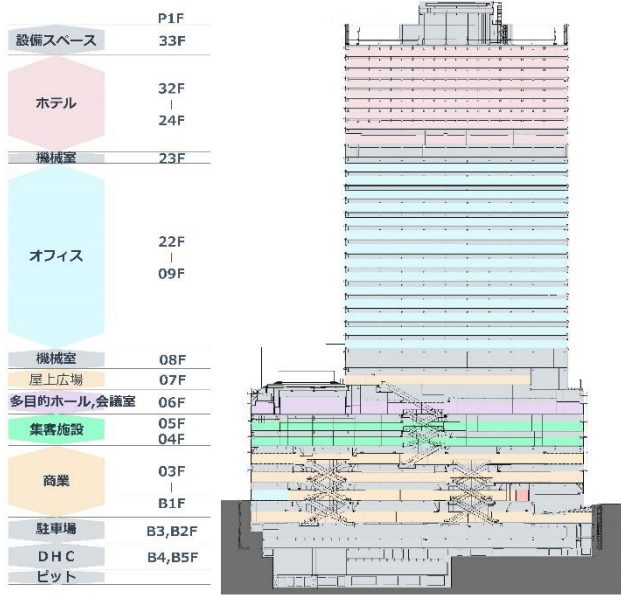 P1F
設備スペース 33F
ホテル 32F
|
24F
機械室 23F
オフィス 22F
|
09F
機械室 08F
屋上広場 07F
多目的ホール,会議室 06F
集客施設 05F
04F
商業 03F
|
B1F
駐車場 B3,B2F
DHC B4,B5F
ピット